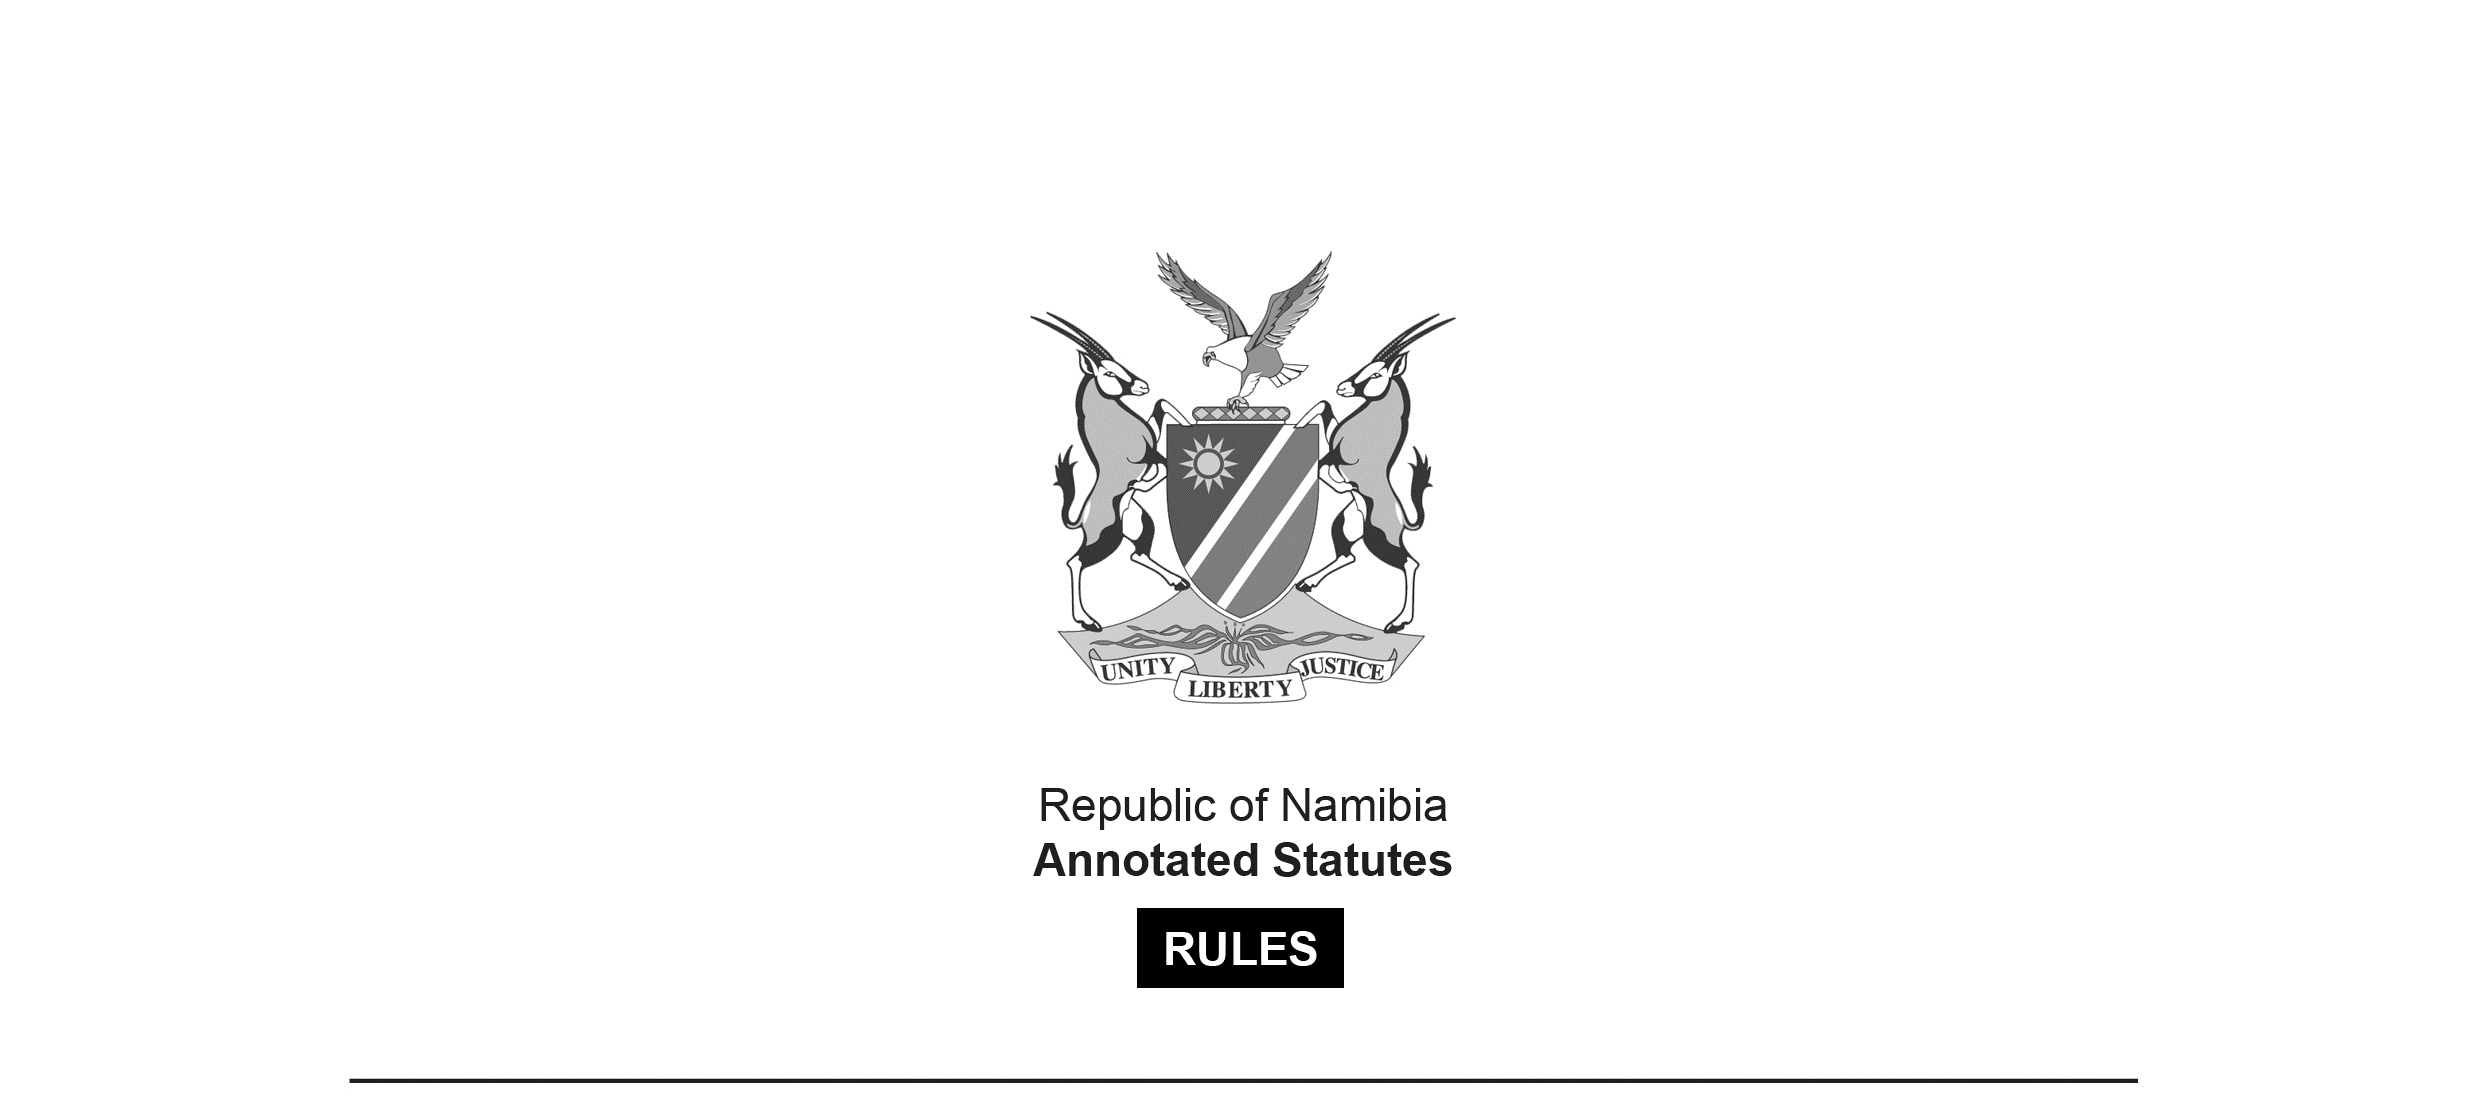 UNITY
LIBERTY
JUSTICE
Republic of Namibia
Annotated Statutes
RULES